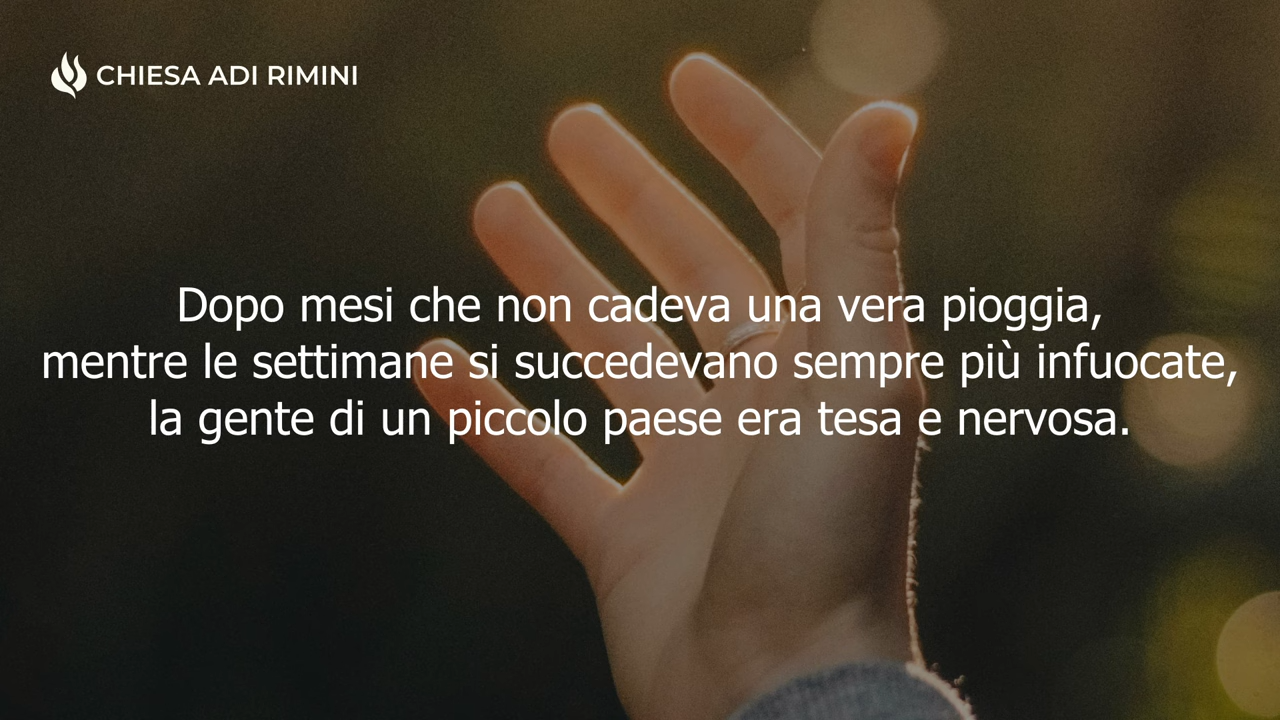 CHIESA ADI RIMINI
Dopo mesi che non cadeva una vera pioggia,
mentre le settimane si succedevano sempre più infuocate,
la gente di un piccolo paese era tesa e nervosa.